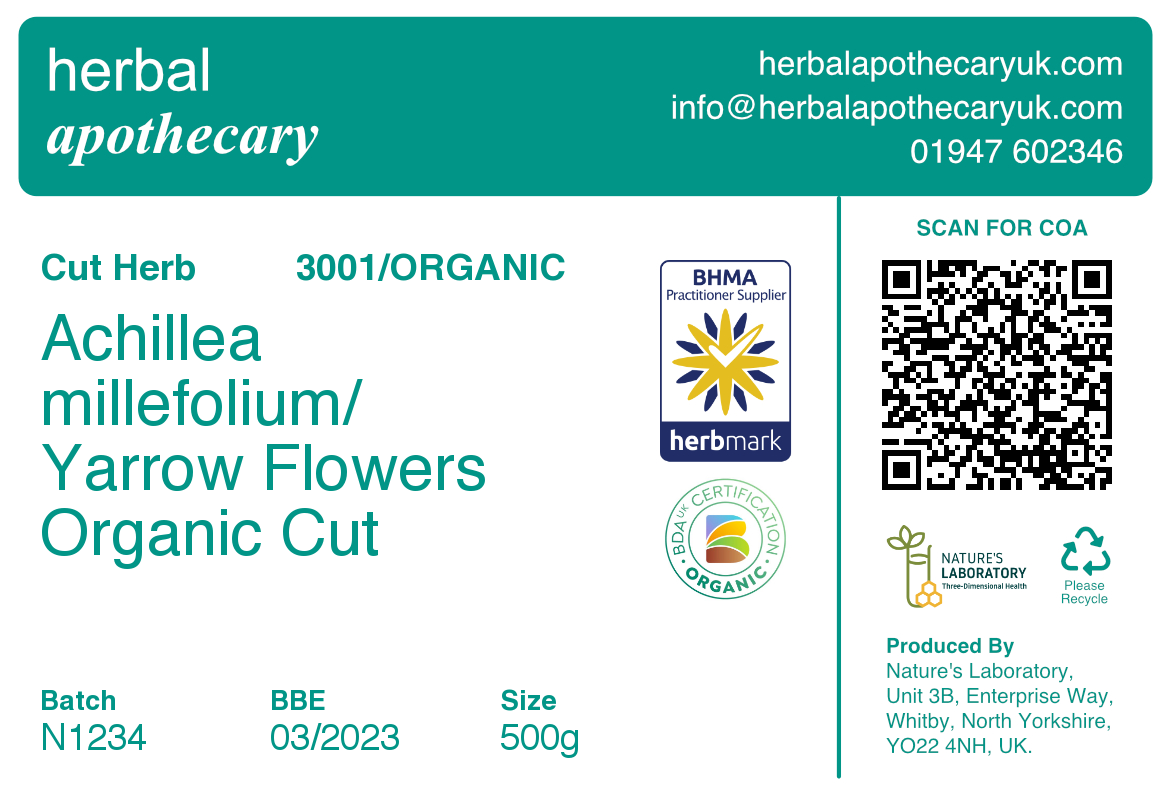 herbal
apothecary
herbalapothecaryuk.com
info@herbalapothecaryuk.com
01947 602346
Cut Herb 3001/ORGANIC
Achillea
millefolium/
Yarrow Flowers
Organic Cut
BHMA
Practitioner Supplier
herbmark
BDA UK CERTIFICATION
· ORGANIC ·
Batch BBE Size
N1234 03/2023 500g
SCAN FOR COA
NATURE'S
LABORATORY
Three-Dimensional Health
Please
Recycle
Produced By
Nature's Laboratory,
Unit 3B, Enterprise Way,
Whitby, North Yorkshire,
YO22 4NH, UK.